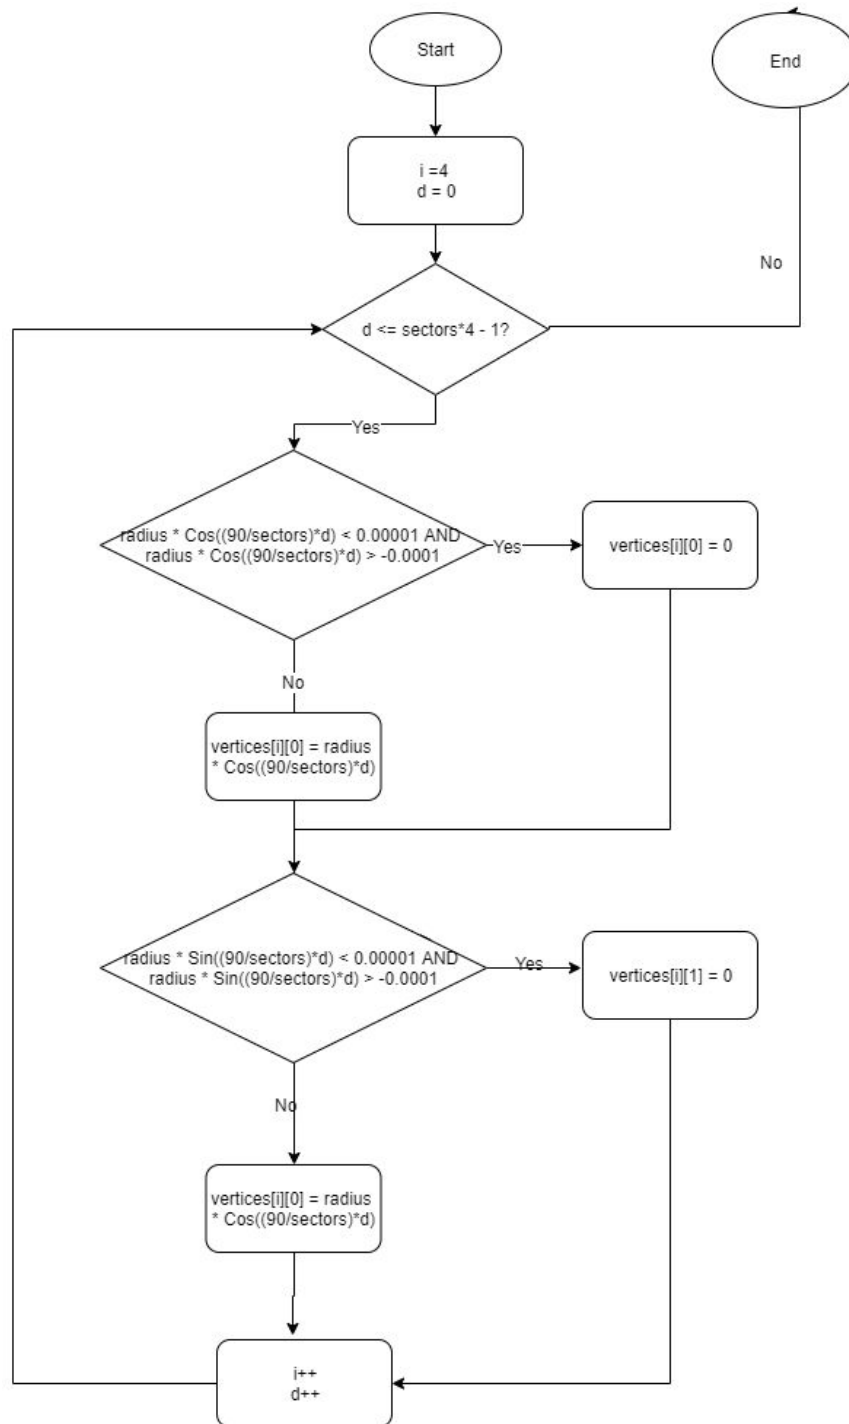 Start
End
i =4
d = 0
No
d <= sectors*4 - 1?
Yes
radius * Cos((90/sectors)*d) < 0.00001 AND
radius * Cos((90/sectors)*d) > -0.0001
Yes
vertices[i][0] = 0
No
vertices[i][0] = radius
* Cos((90/sectors)*d)
radius * Sin((90/sectors)*d) < 0.00001 AND
radius * Sin((90/sectors)*d) > -0.0001
Yes
vertices[i][1] = 0
No
vertices[i][0] = radius
* Cos((90/sectors)*d)
i++
d++